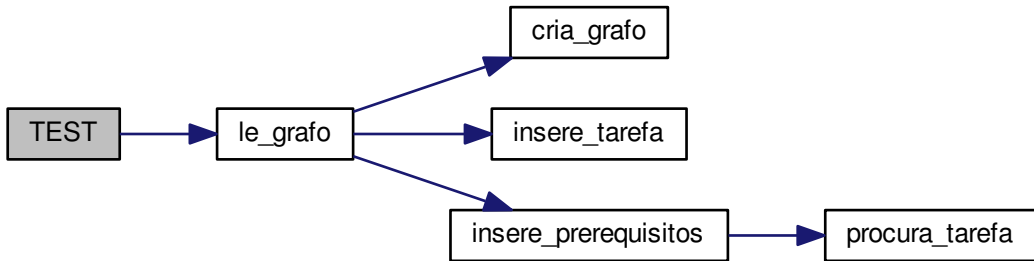 cria_grafo
TEST
le_grafo
insere_tarefa
insere_prerequisitos
procura_tarefa